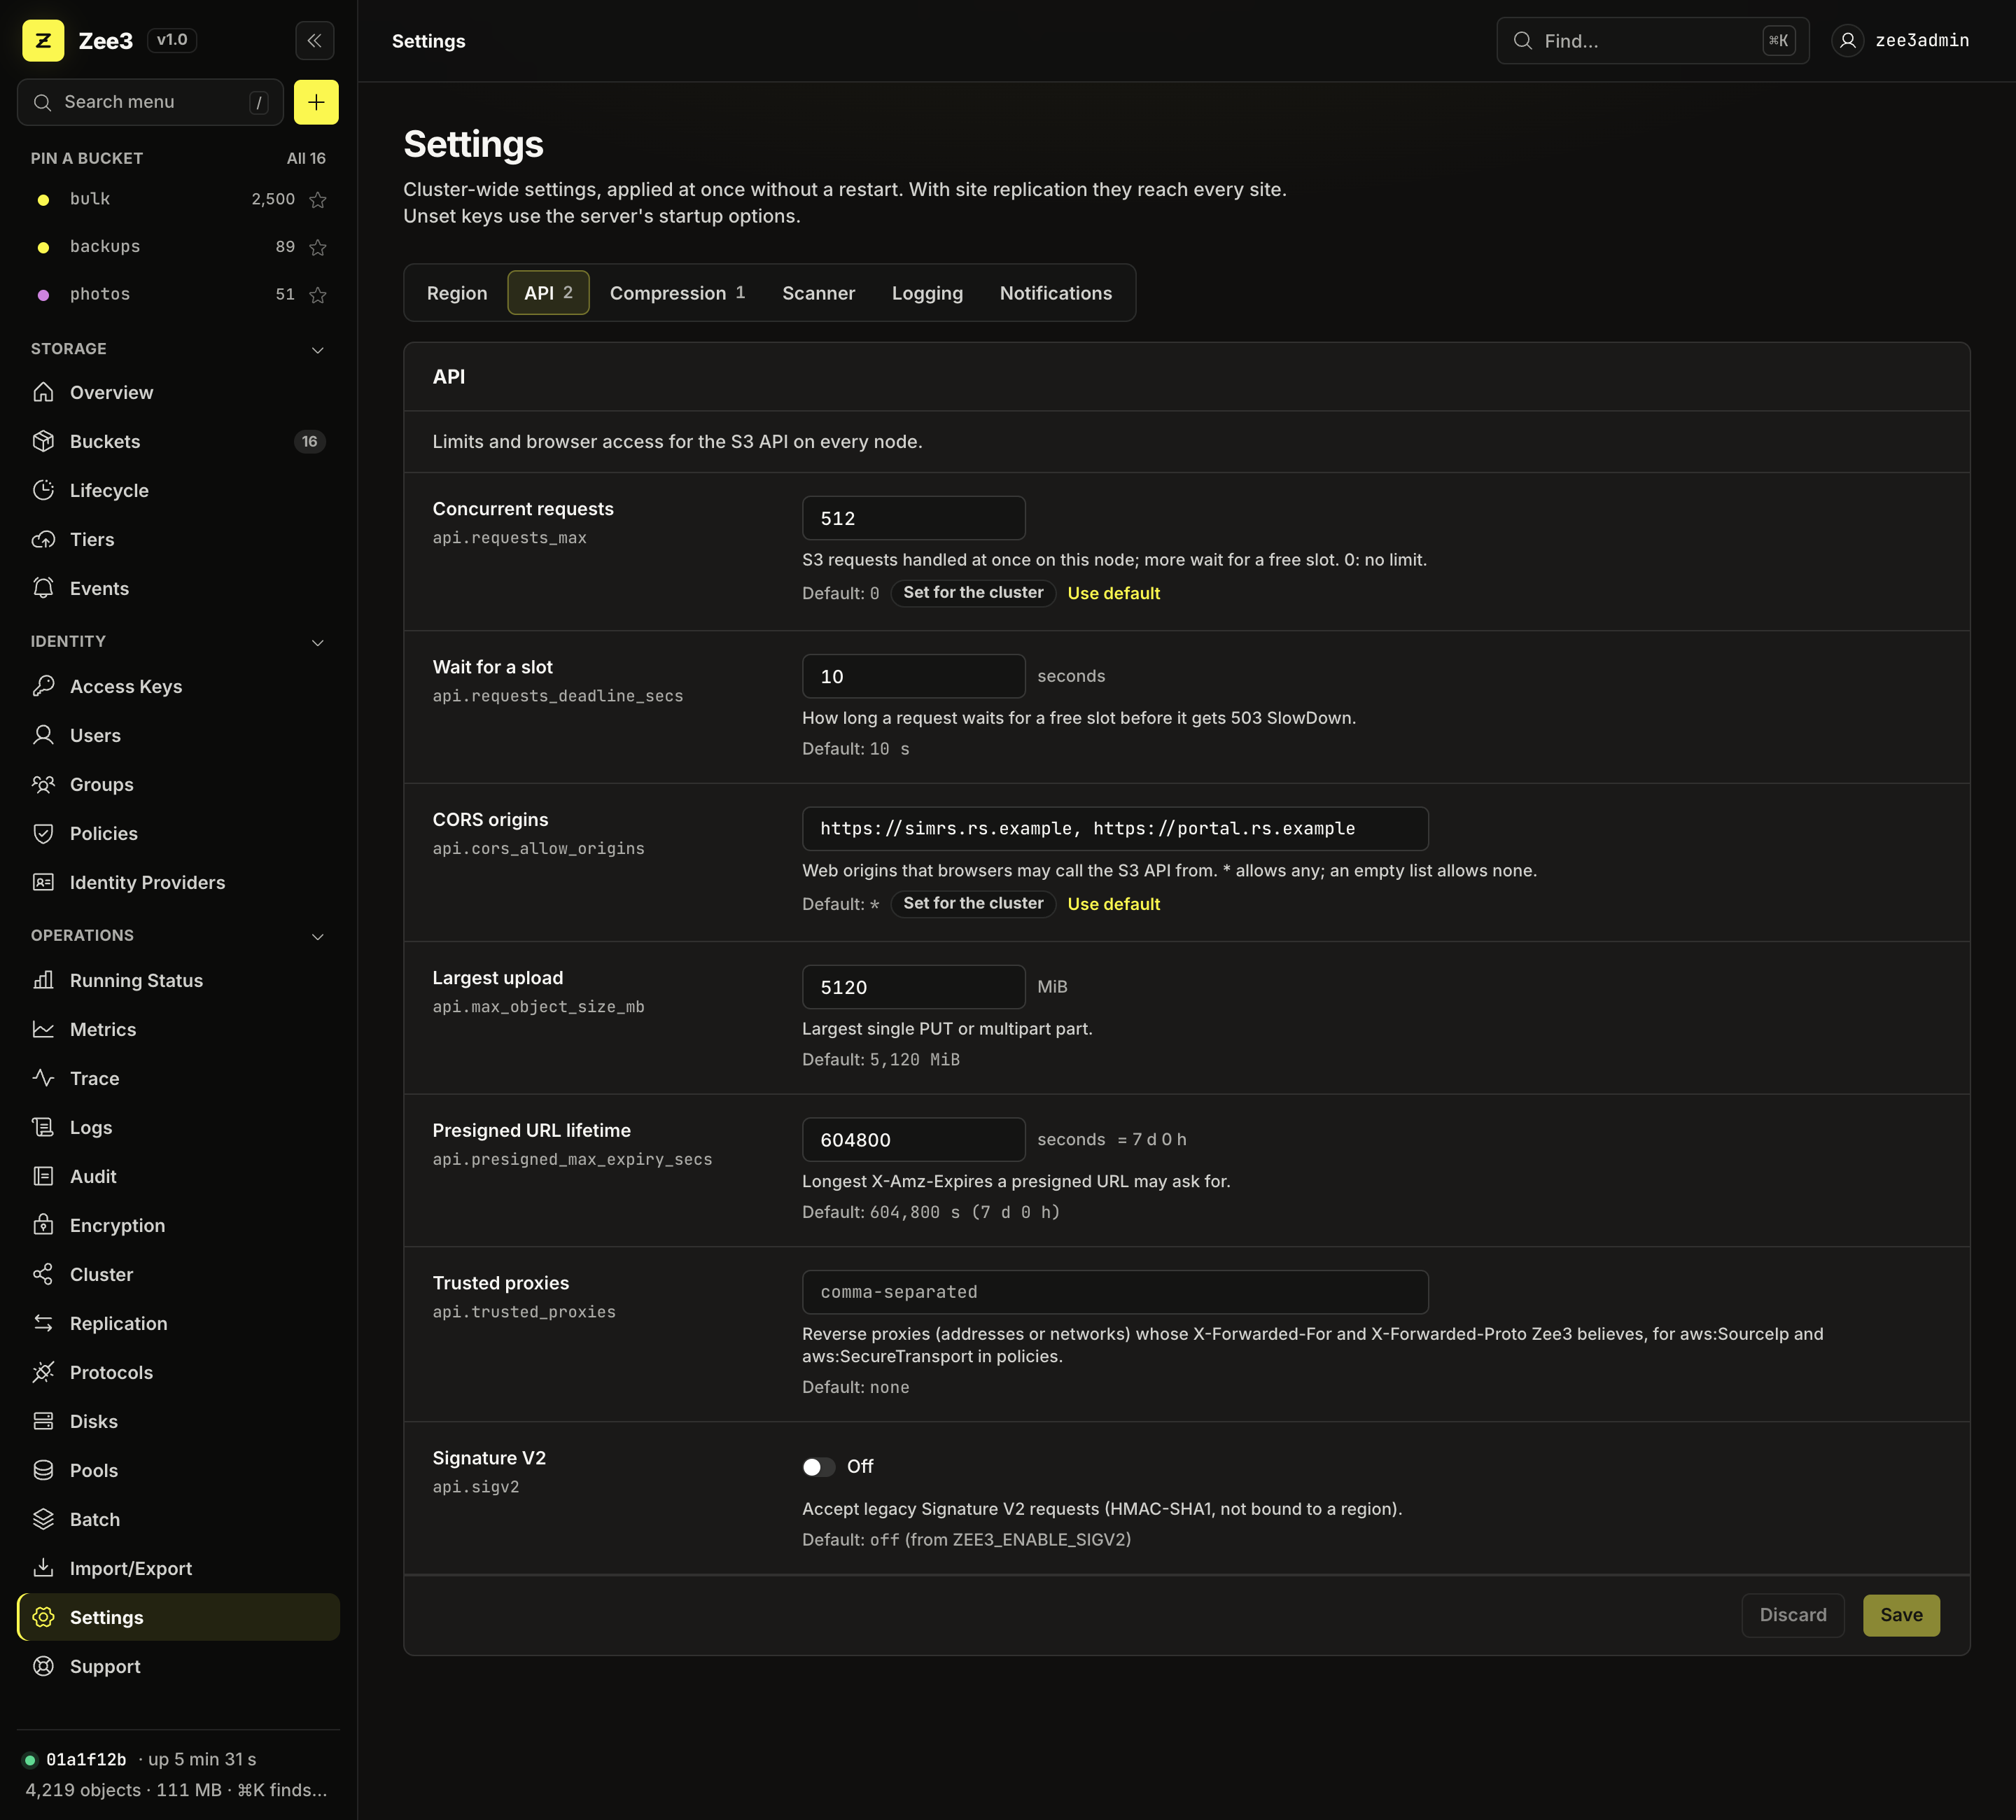 Zee3 v1.0
Settings
Find... ⌘K
zee3admin
Search menu /
PIN A BUCKET All 16
bulk 2,500
backups 89
photos 51
STORAGE
Overview
Buckets 16
Lifecycle
Tiers
Events
IDENTITY
Access Keys
Users
Groups
Policies
Identity Providers
OPERATIONS
Running Status
Metrics
Trace
Logs
Audit
Encryption
Cluster
Replication
Protocols
Disks
Pools
Batch
Import/Export
Settings
Support
01a1f12b · up 5 min 31 s
4,219 objects · 111 MB · ⌘K finds...
Settings
Cluster-wide settings, applied at once without a restart. With site replication they reach every site.
Unset keys use the server's startup options.
Region API 2 Compression 1 Scanner Logging Notifications
API
Limits and browser access for the S3 API on every node.
Concurrent requests
api.requests_max
512
S3 requests handled at once on this node; more wait for a free slot. 0: no limit.
Default: 0 Set for the cluster Use default
Wait for a slot
api.requests_deadline_secs
10 seconds
How long a request waits for a free slot before it gets 503 SlowDown.
Default: 10 s
CORS origins
api.cors_allow_origins
https://simrs.rs.example, https://portal.rs.example
Web origins that browsers may call the S3 API from. * allows any; an empty list allows none.
Default: * Set for the cluster Use default
Largest upload
api.max_object_size_mb
5120 MiB
Largest single PUT or multipart part.
Default: 5,120 MiB
Presigned URL lifetime
api.presigned_max_expiry_secs
604800 seconds = 7 d 0 h
Longest X-Amz-Expires a presigned URL may ask for.
Default: 604,800 s (7 d 0 h)
Trusted proxies
api.trusted_proxies
comma-separated
Reverse proxies (addresses or networks) whose X-Forwarded-For and X-Forwarded-Proto Zee3 believes, for aws:SourceIp and
aws:SecureTransport in policies.
Default: none
Signature V2
api.sigv2
Off
Accept legacy Signature V2 requests (HMAC-SHA1, not bound to a region).
Default: off (from ZEE3_ENABLE_SIGV2)
Discard Save